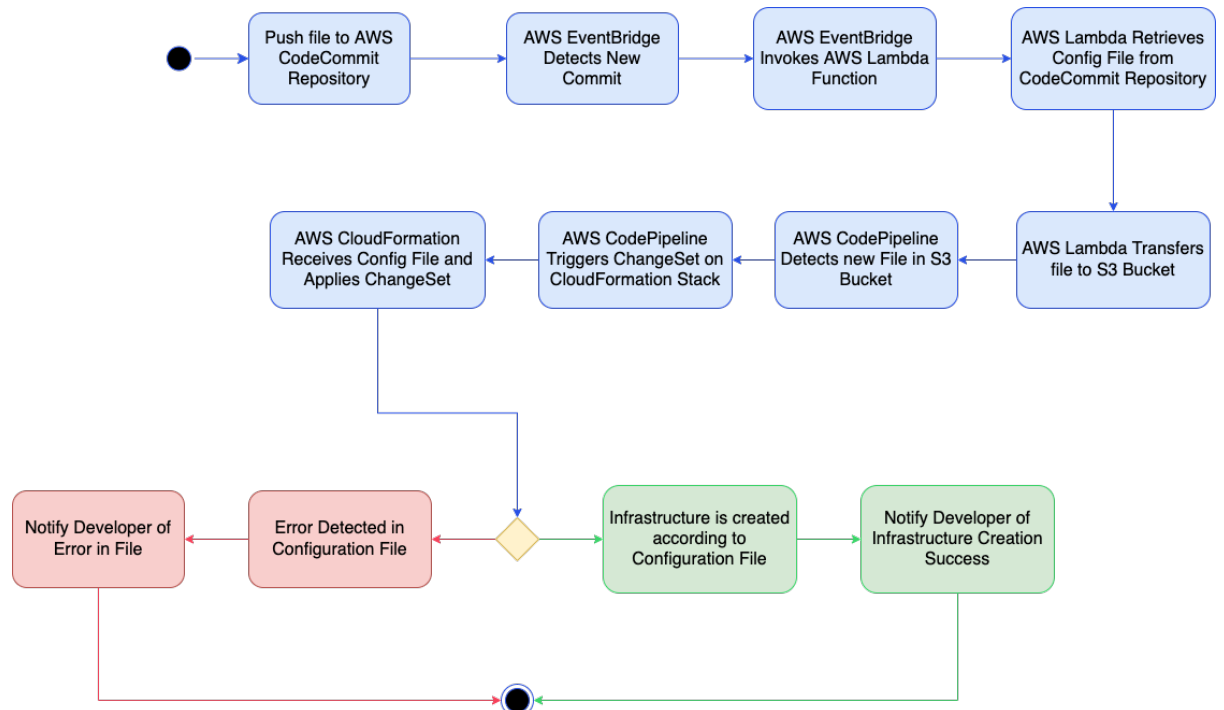 Push file to AWS
CodeCommit
Repository
AWS EventBridge
Detects New
Commit
AWS EventBridge
Invokes AWS Lambda
Function
AWS Lambda Retrieves
Config File from
CodeCommit Repository
AWS Lambda Transfers
file to S3 Bucket
AWS CodePipeline
Detects new File in S3
Bucket
AWS CodePipeline
Triggers ChangeSet on
CloudFormation Stack
AWS CloudFormation
Receives Config File and
Applies ChangeSet
Notify Developer of
Error in File
Error Detected in
Configuration File
Infrastructure is created
according to
Configuration File
Notify Developer of
Infrastructure Creation
Success